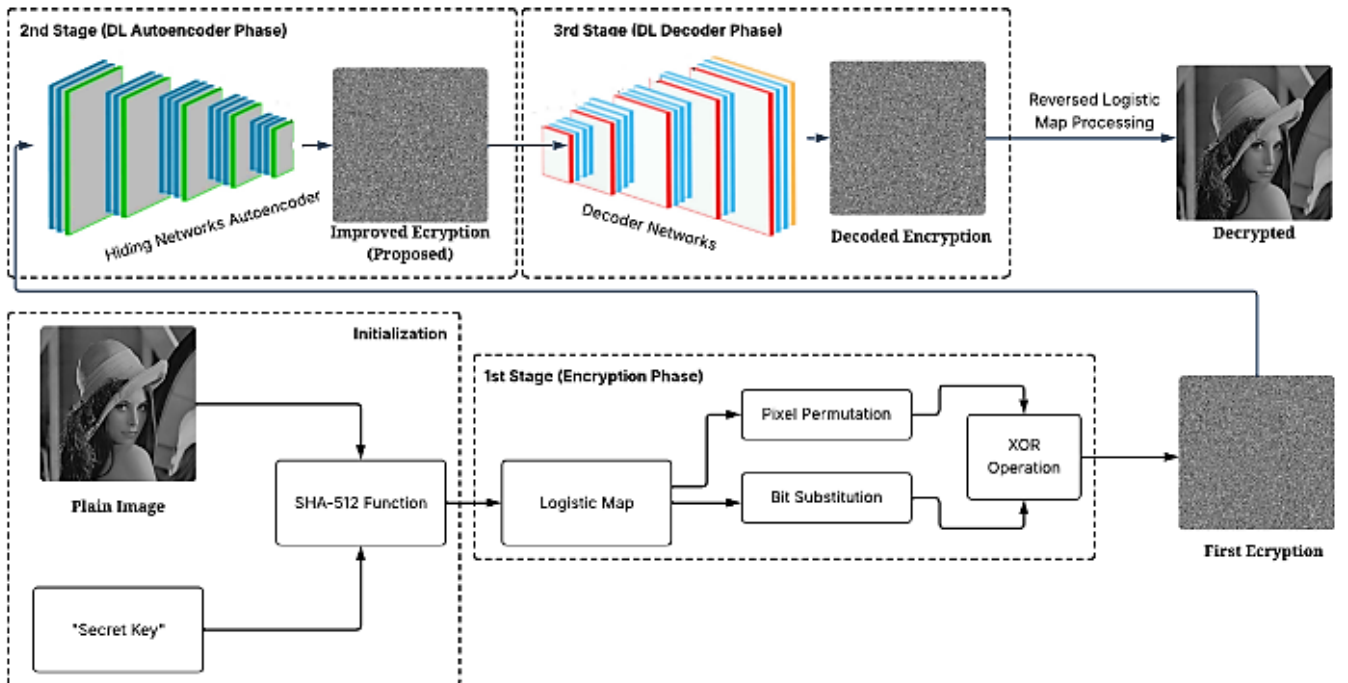 2nd Stage (DL Autoencoder Phase)
Hiding Networks Autoencoder
Improved Ecryption
(Proposed)
3rd Stage (DL Decoder Phase)
Decoder Networks
Decoded Encryption
Reversed Logistic
Map Processing
Decrypted
Initialization
Plain Image
"Secret Key"
SHA-512 Function
1st Stage (Encryption Phase)
Logistic Map
Pixel Permutation
Bit Substitution
XOR
Operation
First Ecryption